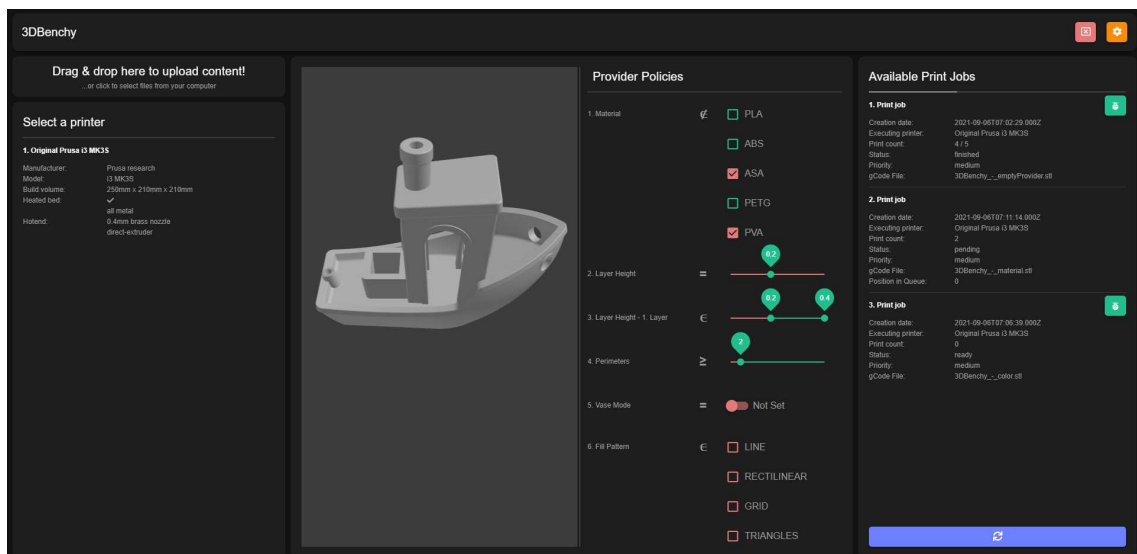 3DBenchy
Drag & drop here to upload content!
...or click to select files from your computer
Select a printer
1. Original Prusa i3 MK3S
Manufacturer: Prusa research
Model: i3 MK3S
Build volume: 250mm x 210mm x 210mm
Heated bed: ✓
all metal
Hotend: 0.4mm brass nozzle
direct-extruder
Provider Policies
1. Material ∉ PLA
ABS
ASA
PETG
PVA
0.2
2. Layer Height =
0.2 0.4
3. Layer Height - 1. Layer ∈
2
4. Perimeters ≥
5. Vase Mode = Not Set
6. Fill Pattern ∈ LINE
RECTILINEAR
GRID
TRIANGLES
Available Print Jobs
1. Print job
Creation date: 2021-09-06T07:02:29.000Z
Executing printer: Original Prusa i3 MK3S
Print count: 4 / 5
Status: finished
Priority: medium
gCode File: 3DBenchy_-_emptyProvider.stl
2. Print job
Creation date: 2021-09-06T07:11:14.000Z
Executing printer: Original Prusa i3 MK3S
Print count: 2
Status: pending
Priority: medium
gCode File: 3DBenchy_-_material.stl
Position in Queue: 0
3. Print job
Creation date: 2021-09-06T07:06:39.000Z
Executing printer: Original Prusa i3 MK3S
Print count: 0
Status: ready
Priority: medium
gCode File: 3DBenchy_-_color.stl